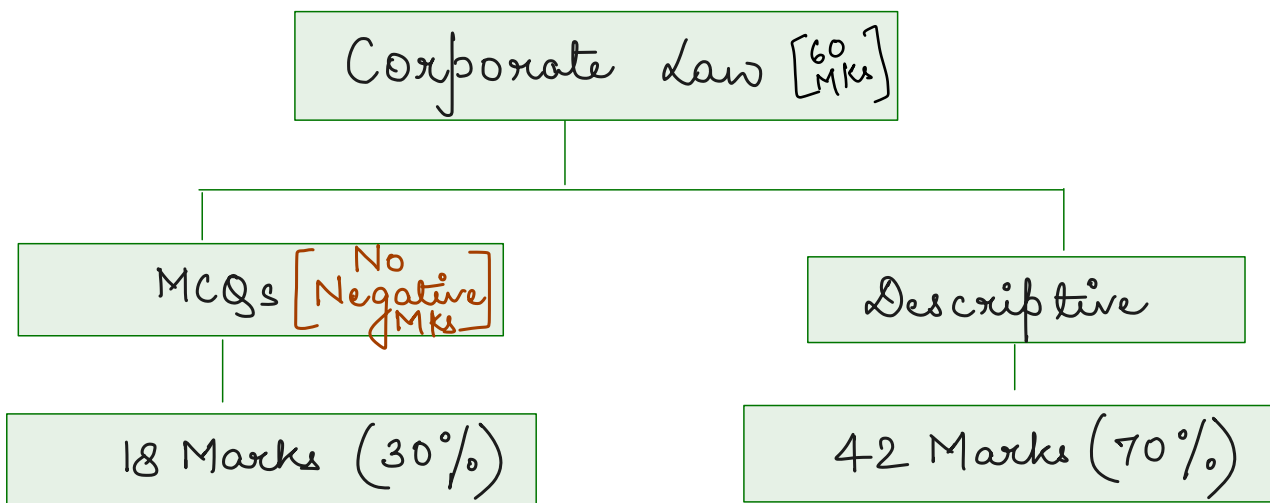 Corporate Law [60 MKs]
MCQs [No Negative MKs]
Descriptive
18 Marks (30%)
42 Marks (70%)